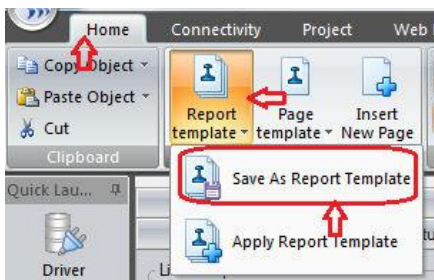 Home Connectivity Project Web
Copy Object
Paste Object
Cut
Clipboard
Report template
Page template
Insert New Page
Save As Report Template
Apply Report Template
Quick Lau...
Driver